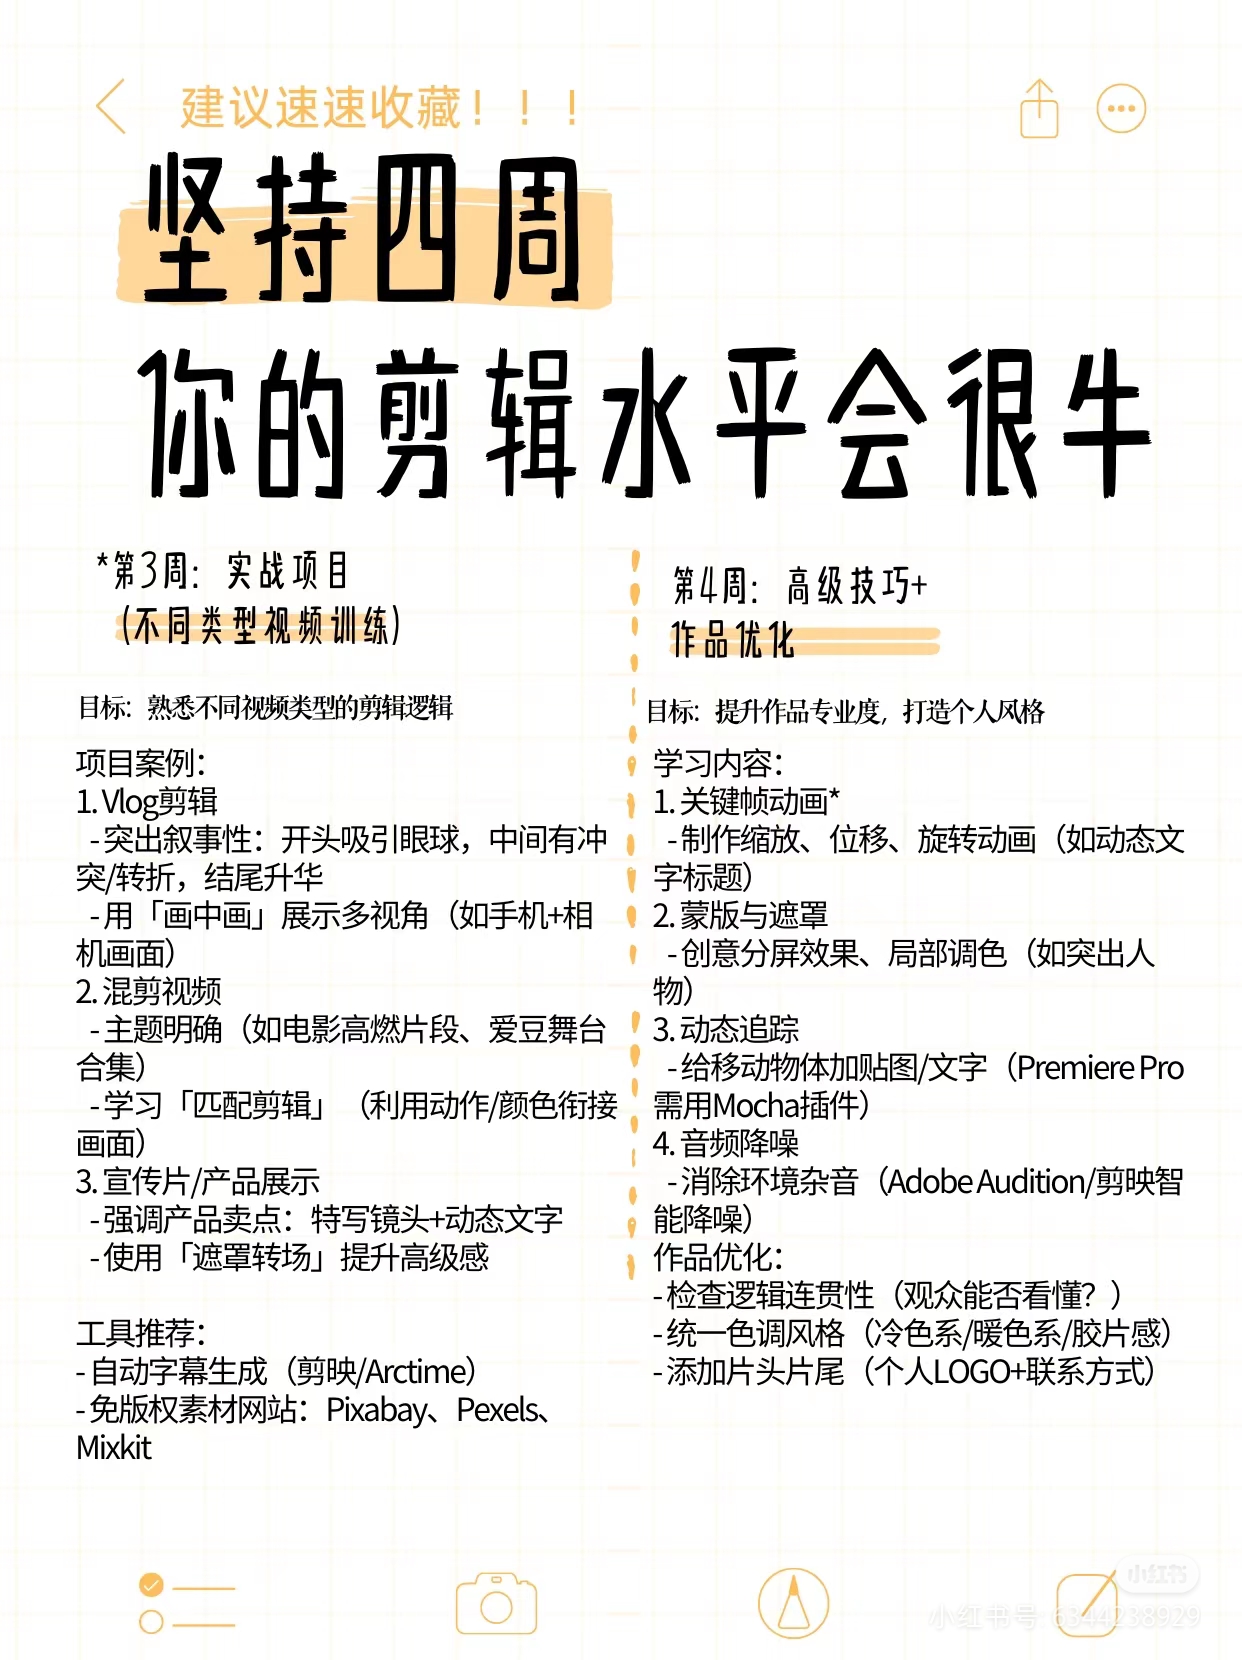 建议速速收藏！！！
坚持四周
你的剪辑水平会很牛
*第3周：实战项目
（不同类型视频训练）
目标：熟悉不同视频类型的剪辑逻辑
项目案例：
1. Vlog剪辑
- 突出叙事性：开头吸引眼球，中间有冲
突/转折，结尾升华
- 用「画中画」展示多视角（如手机+相
机画面）
2. 混剪视频
- 主题明确（如电影高燃片段、爱豆舞台
合集）
- 学习「匹配剪辑」（利用动作/颜色衔接
画面）
3. 宣传片/产品展示
- 强调产品卖点：特写镜头+动态文字
- 使用「遮罩转场」提升高级感
工具推荐：
- 自动字幕生成（剪映/Arctime）
- 免版权素材网站：Pixabay、Pexels、
Mixkit
第4周：高级技巧+
作品优化
目标：提升作品专业度，打造个人风格
学习内容：
1. 关键帧动画*
- 制作缩放、位移、旋转动画（如动态文
字标题）
2. 蒙版与遮罩
- 创意分屏效果、局部调色（如突出人
物）
3. 动态追踪
- 给移动物体加贴图/文字（Premiere Pro
需用Mocha插件）
4. 音频降噪
- 消除环境杂音（Adobe Audition/剪映智
能降噪）
作品优化：
- 检查逻辑连贯性（观众能否看懂？）
- 统一色调风格（冷色系/暖色系/胶片感）
- 添加片头片尾（个人LOGO+联系方式）
小红书
小红书号: 6344238929